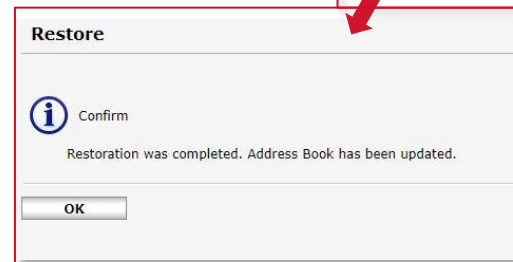 Restore
Confirm
Restoration was completed. Address Book has been updated.
OK